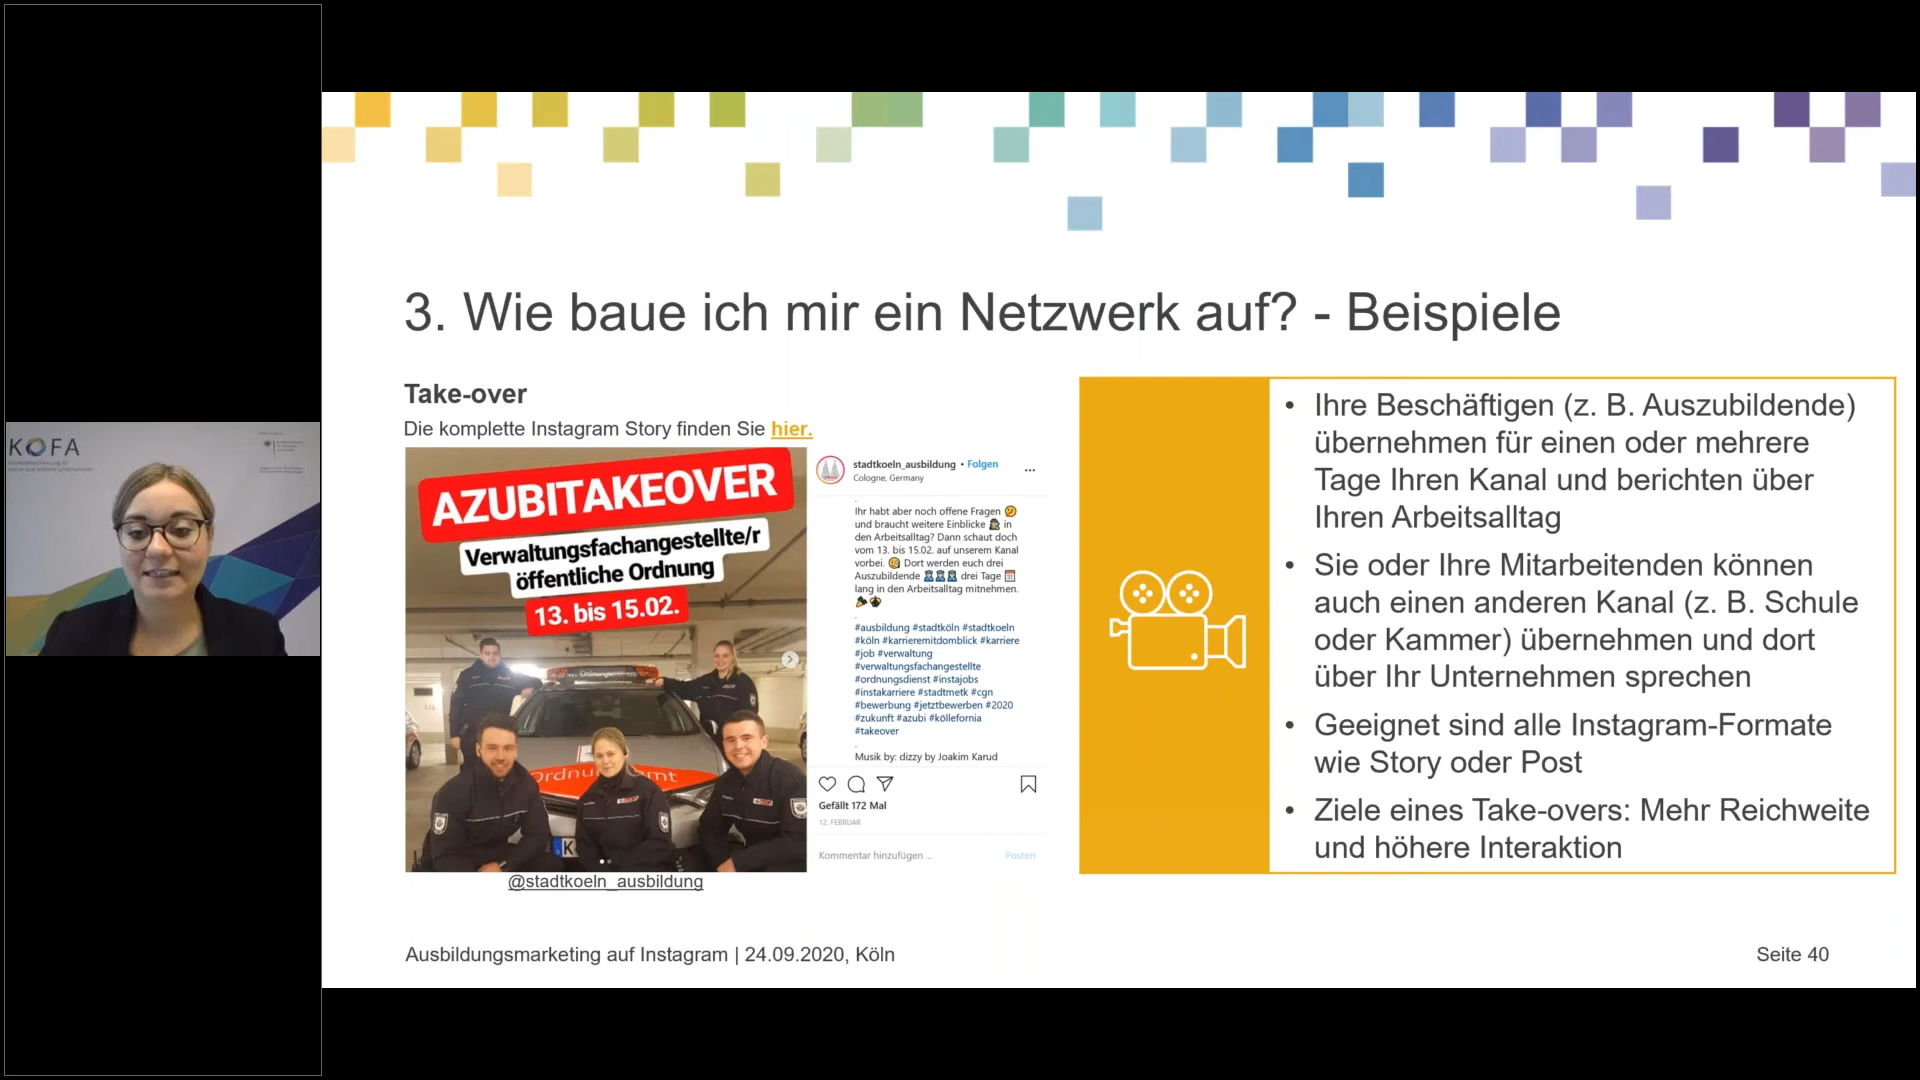 KOFA
3. Wie baue ich mir ein Netzwerk auf? - Beispiele
Take-over
Die komplette Instagram Story finden Sie hier.
AZUBITAKEOVER
Verwaltungsfachangestellte/r
öffentliche Ordnung
13. bis 15.02.
Ordnu mt
K
@stadtkoeln_ausbildung
stadtkoeln_ausbildung • Folgen
Cologne, Germany
...
Ihr habt aber noch offene Fragen
und braucht weitere Einblicke in
den Arbeitsalltag? Dann schaut doch
vom 13. bis 15.02. auf unserem Kanal
vorbei. Dort werden euch drei
Auszubildende drei Tage
lang in den Arbeitsalltag mitnehmen.
#ausbildung #stadtköln #stadtkoeln
#köln #karrieremitdomblick #karriere
#job #verwaltung
#verwaltungsfachangestellte
#ordnungsdienst #instajobs
#instakarriere #stadtmetk #cgn
#bewerbung #jetztbewerben #2020
#zukunft #azubi #köllefornia
#takeover
Musik by: dizzy by Joakim Karud
Gefällt 172 Mal
12. FEBRUAR
Kommentar hinzufügen ...
Posten
• Ihre Beschäftigen (z. B. Auszubildende)
übernehmen für einen oder mehrere
Tage Ihren Kanal und berichten über
Ihren Arbeitsalltag
• Sie oder Ihre Mitarbeitenden können
auch einen anderen Kanal (z. B. Schule
oder Kammer) übernehmen und dort
über Ihr Unternehmen sprechen
• Geeignet sind alle Instagram-Formate
wie Story oder Post
• Ziele eines Take-overs: Mehr Reichweite
und höhere Interaktion
Ausbildungsmarketing auf Instagram | 24.09.2020, Köln
Seite 40